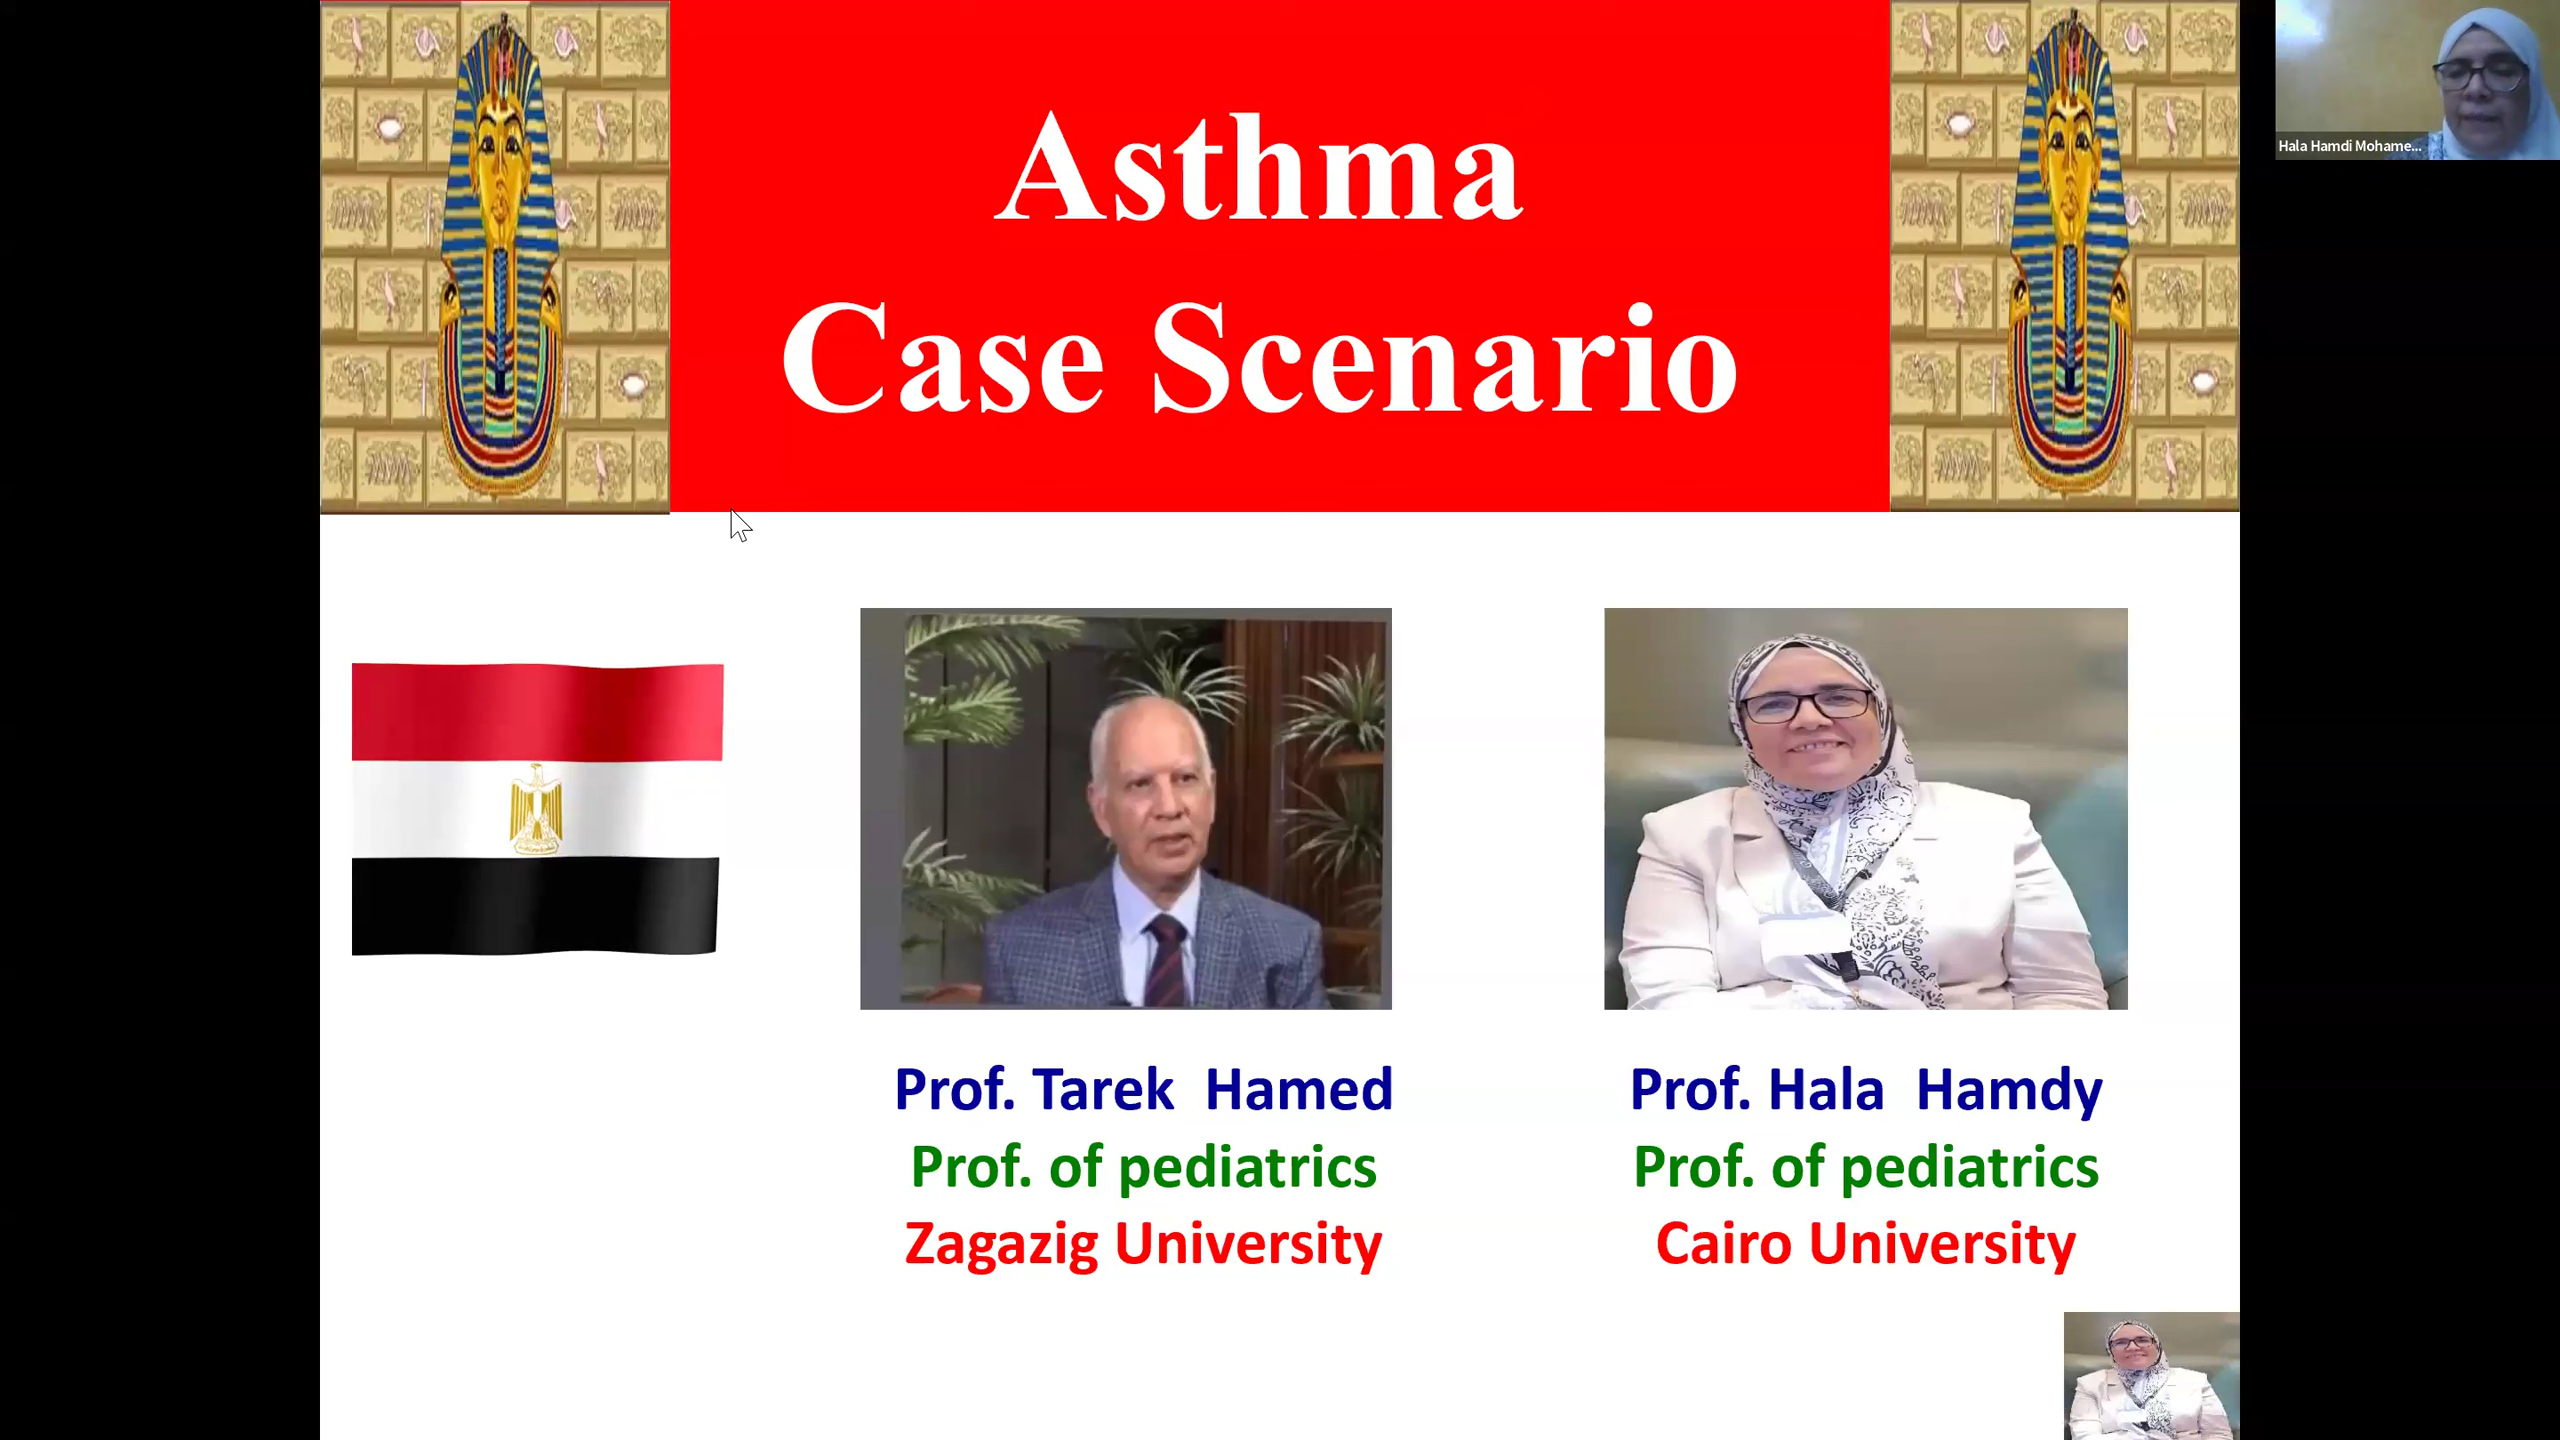 Asthma
Case Scenario
Hala Hamdi Mohame...
Prof. Tarek Hamed
Prof. of pediatrics
Zagazig University
Prof. Hala Hamdy
Prof. of pediatrics
Cairo University